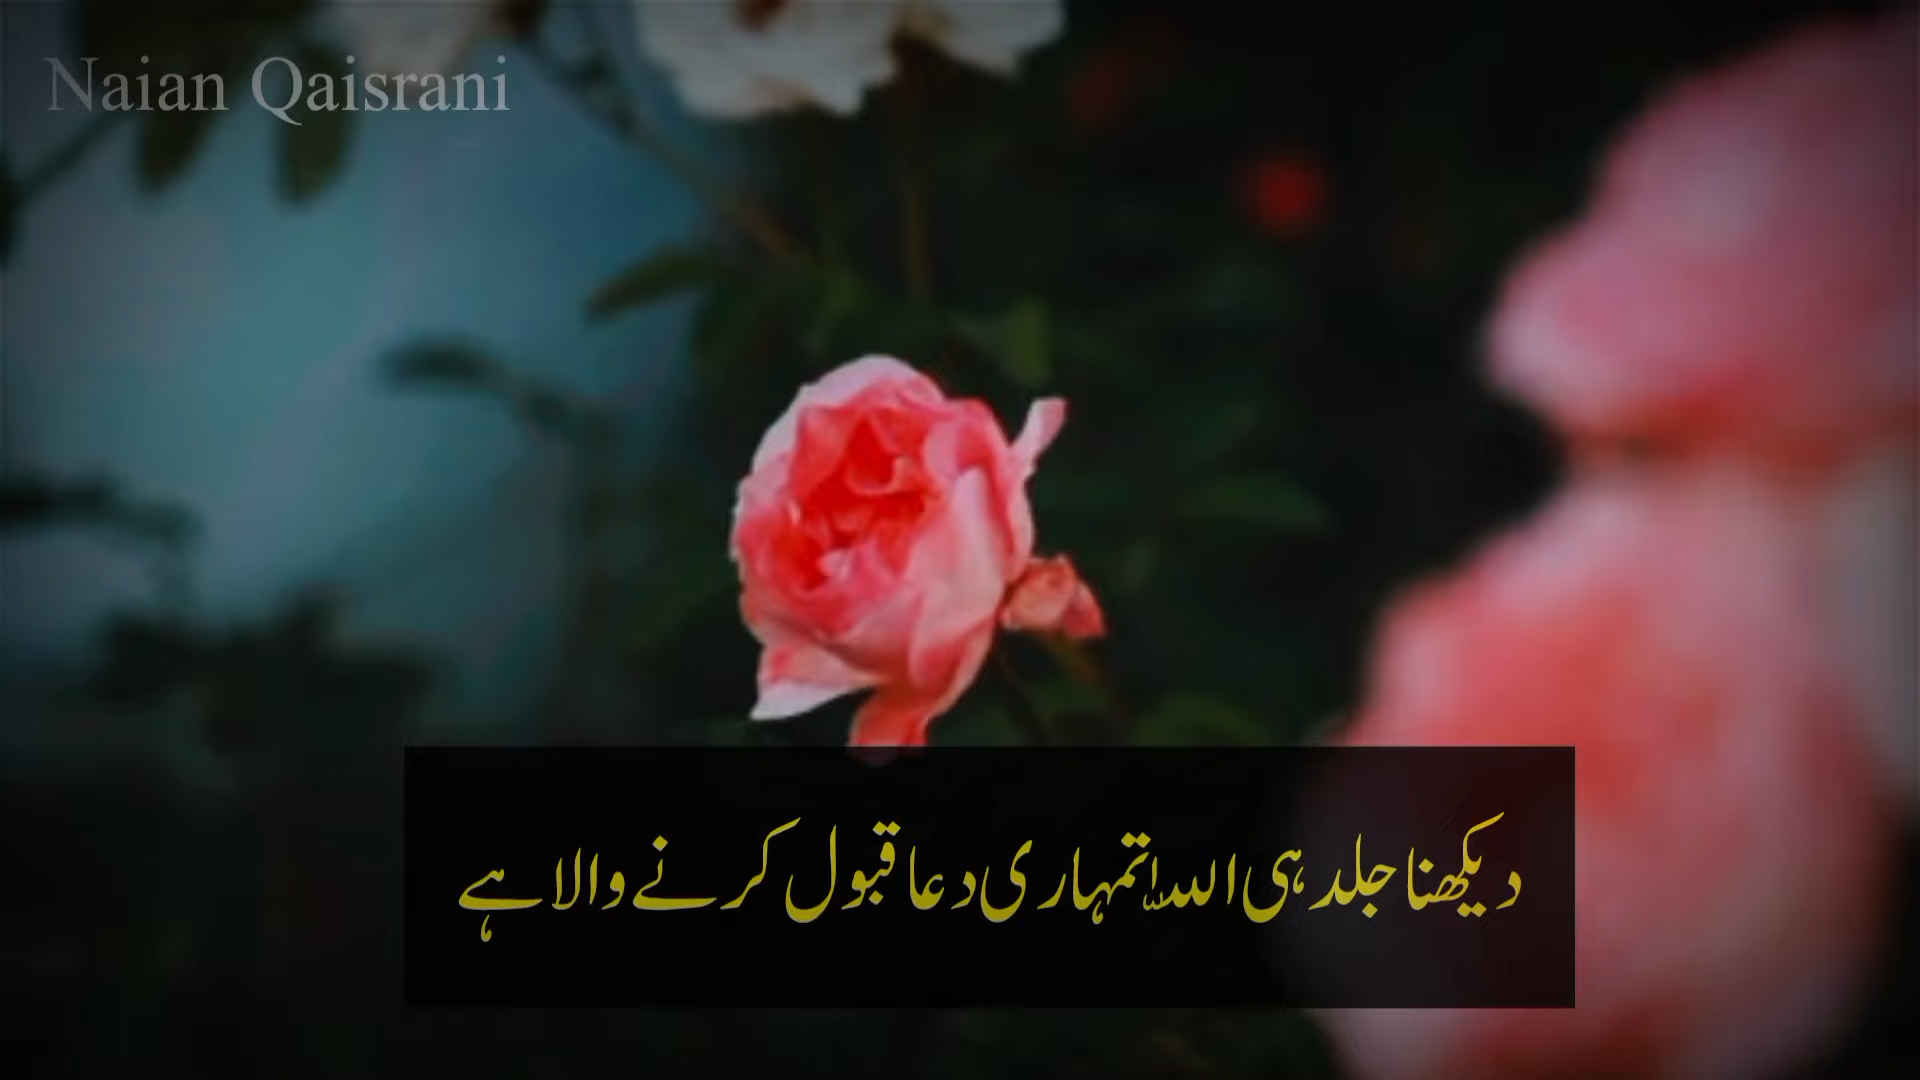 Naian Qaisrani
دیکھنا جلد ہی اللہ تمہاری دعا قبول کرنے والا ہے